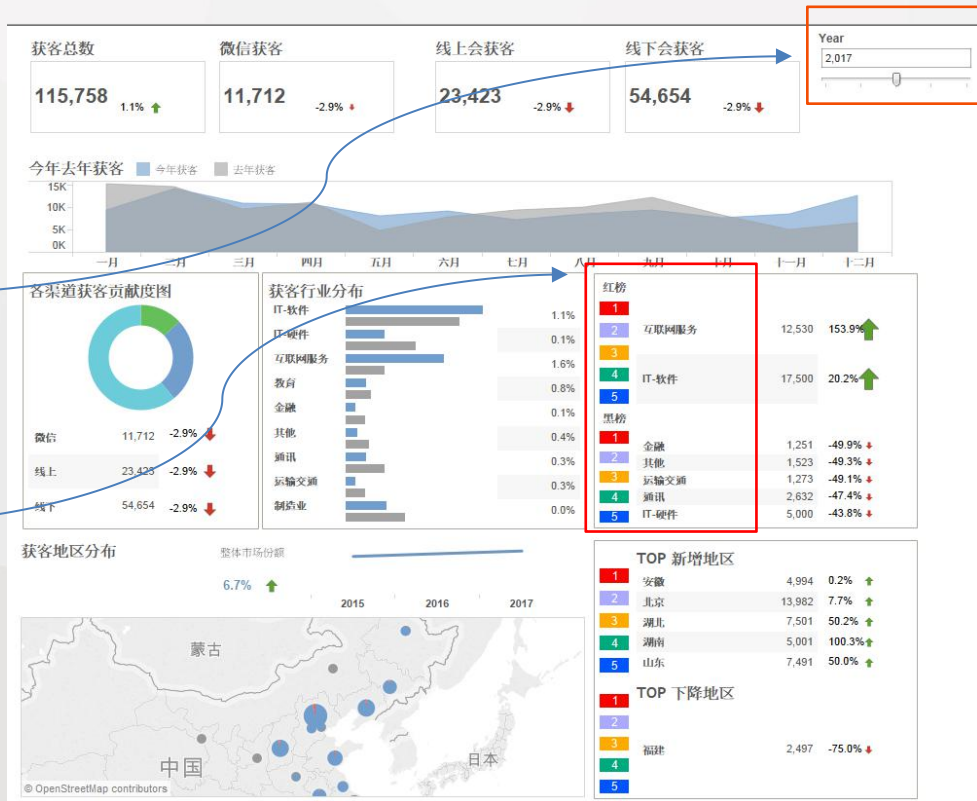 获客总数
微信获客
线上会获客
线下会获客
Year
2,017
115,758 1.1%
11,712 -2.9%
23,423 -2.9%
54,654 -2.9%
今年去年获客 今年获客 去年获客
15K
10K
5K
0K
一月 二月 三月 四月 五月 六月 七月 八月 九月 十月 十一月 十二月
各渠道获客贡献度图
微信 11,712 -2.9%
线上 23,423 -2.9%
线下 54,654 -2.9%
获客行业分布
IT-软件 1.1%
IT-硬件 0.1%
互联网服务 1.6%
教育 0.8%
金融 0.1%
其他 0.4%
通讯 0.3%
运输交通 0.3%
制造业 0.0%
红榜
1
2 互联网服务 12,530 153.9%
3
4 IT-软件 17,500 20.2%
5
黑榜
1 金融 1,251 -49.9%
2 其他 1,523 -49.3%
3 运输交通 1,273 -49.1%
4 通讯 2,632 -47.4%
5 IT-硬件 5,000 -43.8%
获客地区分布
整体市场份额
6.7%
2015 2016 2017
蒙古
中国
日本
© OpenStreetMap contributors
TOP 新增地区
1 安徽 4,994 0.2%
2 北京 13,982 7.7%
3 湖北 7,501 50.2%
4 湖南 5,001 100.3%
5 山东 7,491 50.0%
TOP 下降地区
1
2
3 福建 2,497 -75.0%
4
5